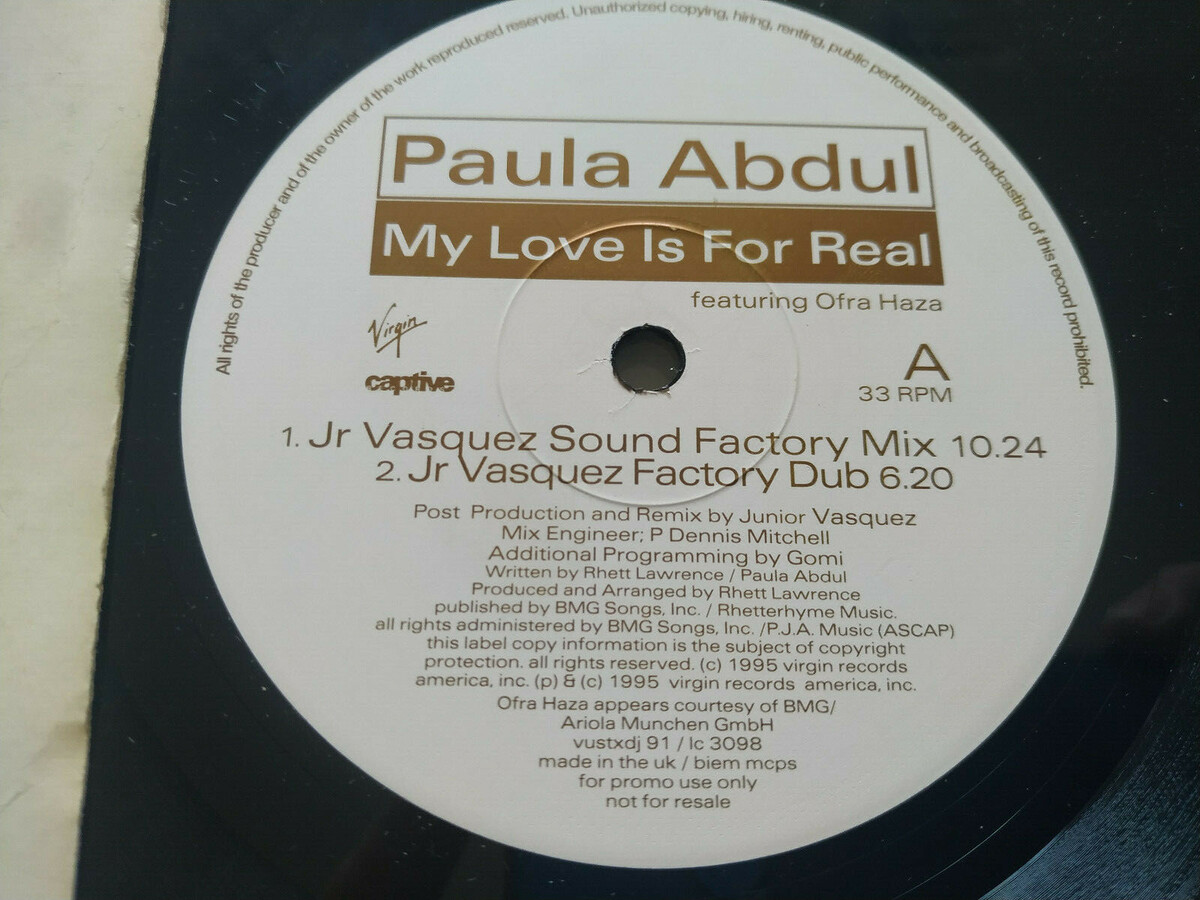 All rights of the producer and of the owner of the work reproduced reserved. Unauthorized copying, hiring, renting, public performance and broadcasting of this record prohibited.
Paula Abdul
My Love Is For Real
featuring Ofra Haza
Virgin
captive
A
33 RPM
1. Jr Vasquez Sound Factory Mix 10.24
2. Jr Vasquez Factory Dub 6.20
Post Production and Remix by Junior Vasquez
Mix Engineer; P Dennis Mitchell
Additional Programming by Gomi
Written by Rhett Lawrence / Paula Abdul
Produced and Arranged by Rhett Lawrence
published by BMG Songs, Inc. / Rhetterhyme Music.
all rights administered by BMG Songs, Inc. /P.J.A. Music (ASCAP)
this label copy information is the subject of copyright
protection. all rights reserved. (c) 1995 virgin records
america, inc. (p) & (c) 1995 virgin records america, inc.
Ofra Haza appears courtesy of BMG/
Ariola Munchen GmbH
vustxdj 91 / lc 3098
made in the uk / biem mcps
for promo use only
not for resale